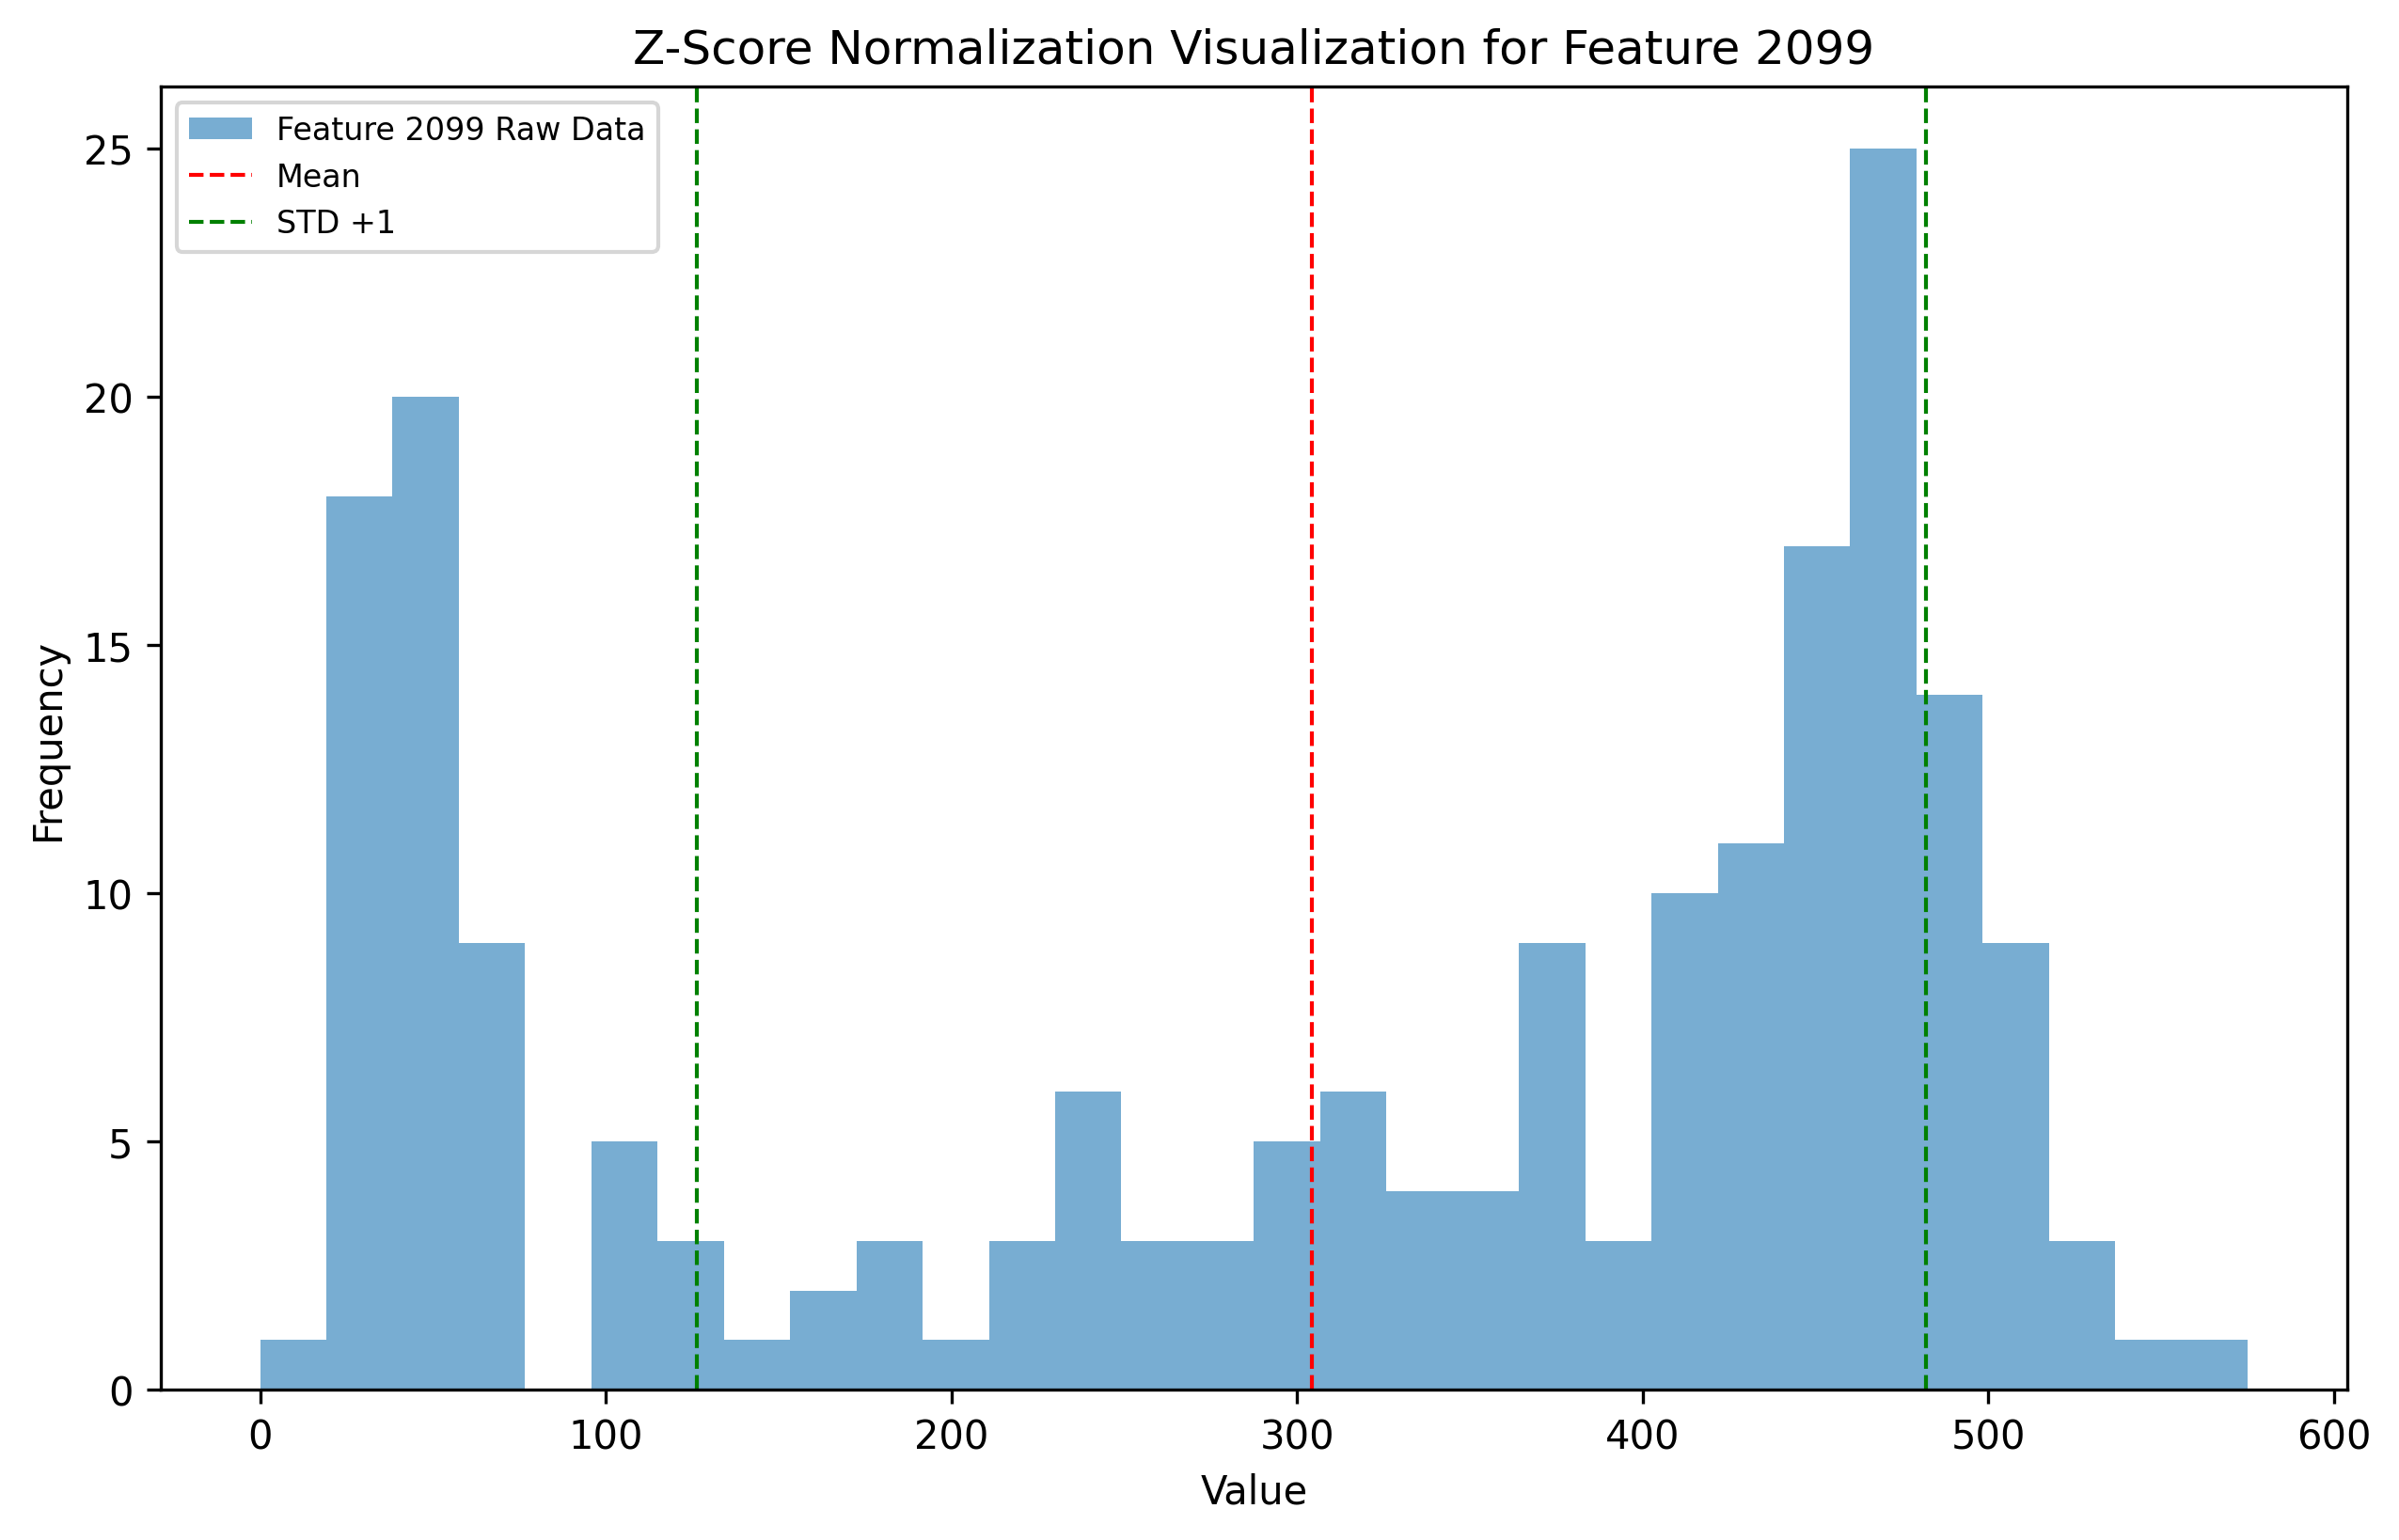 Z-Score Normalization Visualization for Feature 2099
Feature 2099 Raw Data
Mean
STD +1
25
20
15
10
5
0
Frequency
0 100 200 300 400 500 600
Value